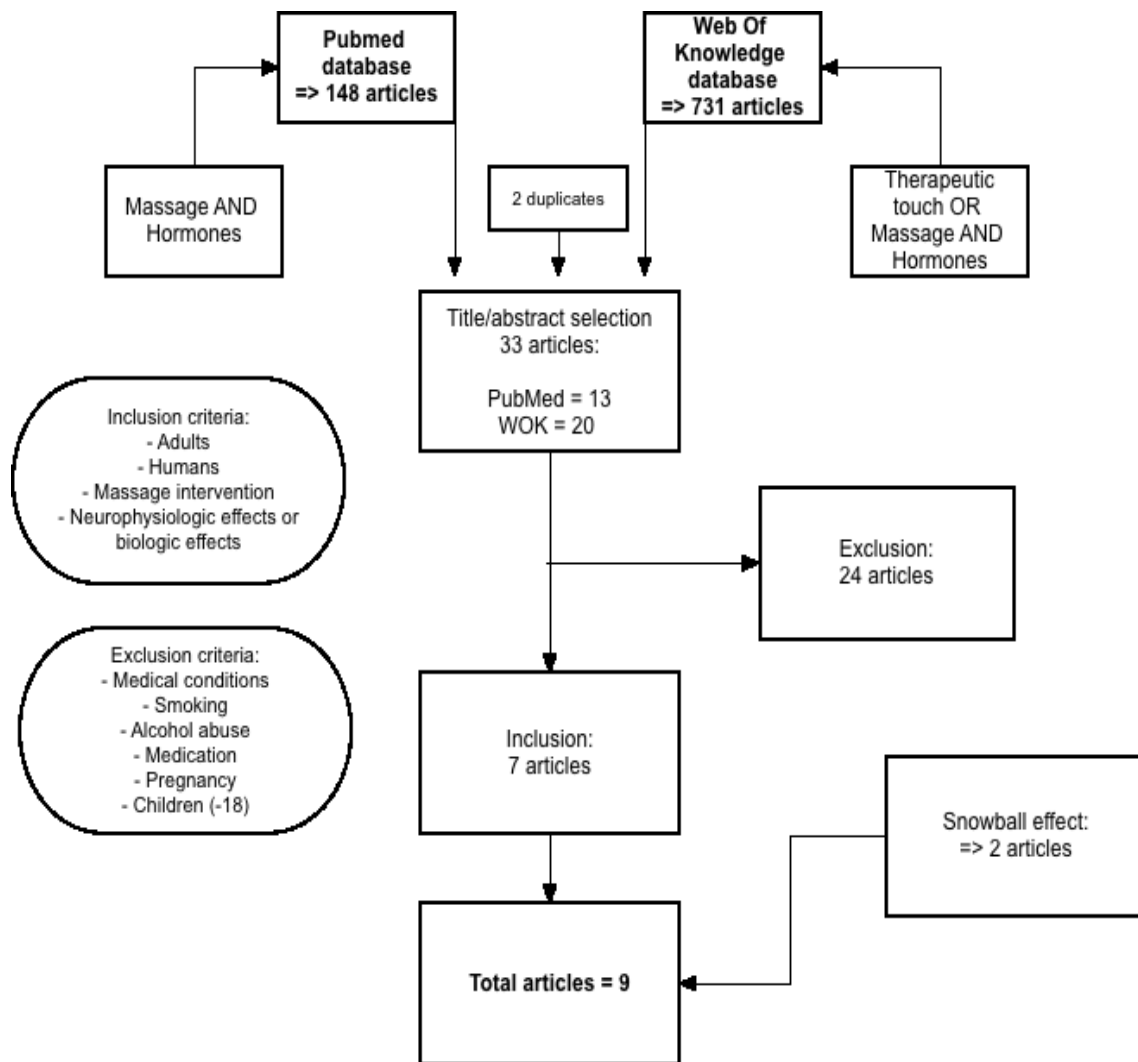 Pubmed
database
=> 148 articles
Web Of
Knowledge
database
=> 731 articles
Massage AND
Hormones
2 duplicates
Therapeutic
touch OR
Massage AND
Hormones
Title/abstract selection
33 articles:
PubMed = 13
WOK = 20
Inclusion criteria:
- Adults
- Humans
- Massage intervention
- Neurophysiologic effects or
biologic effects
Exclusion:
24 articles
Exclusion criteria:
- Medical conditions
- Smoking
- Alcohol abuse
- Medication
- Pregnancy
- Children (-18)
Inclusion:
7 articles
Snowball effect:
=> 2 articles
Total articles = 9